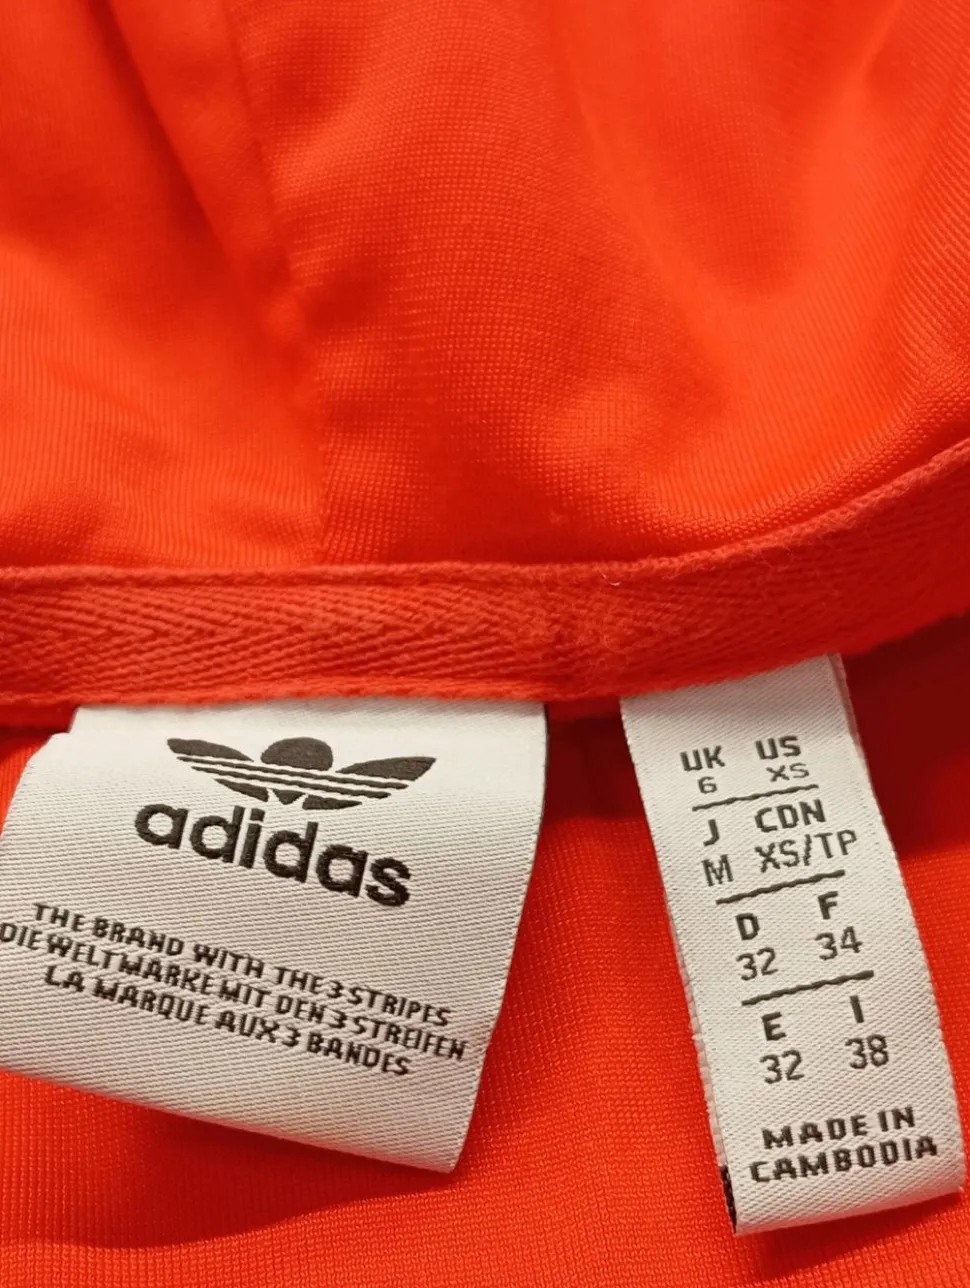 adidas
THE BRAND WITH THE 3 STRIPES
DIE WELTMARKE MIT DEN 3 STREIFEN
LA MARQUE AUX 3 BANDES
UK US
6 XS
J CDN
M XS/TP
D F
32 34
E I
32 38
MADE IN
CAMBODIA